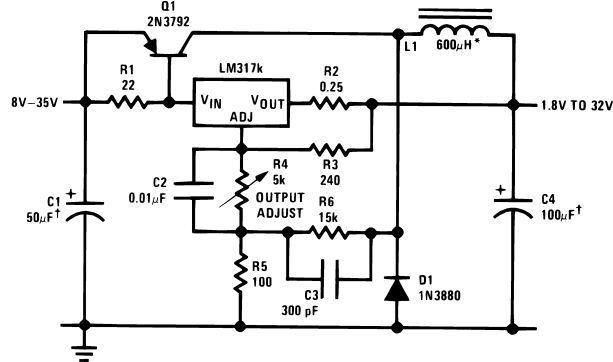 Q1
2N3792
L1
600μH*
R1
22
LM317k
R2
0.25
8V–35V
VIN
VOUT
ADJ
1.8V TO 32V
R4
5k
R3
240
C2
0.01μF
OUTPUT
ADJUST
R6
15k
C1
50μF†
+
+
C4
100μF†
R5
100
C3
300 pF
D1
1N3880